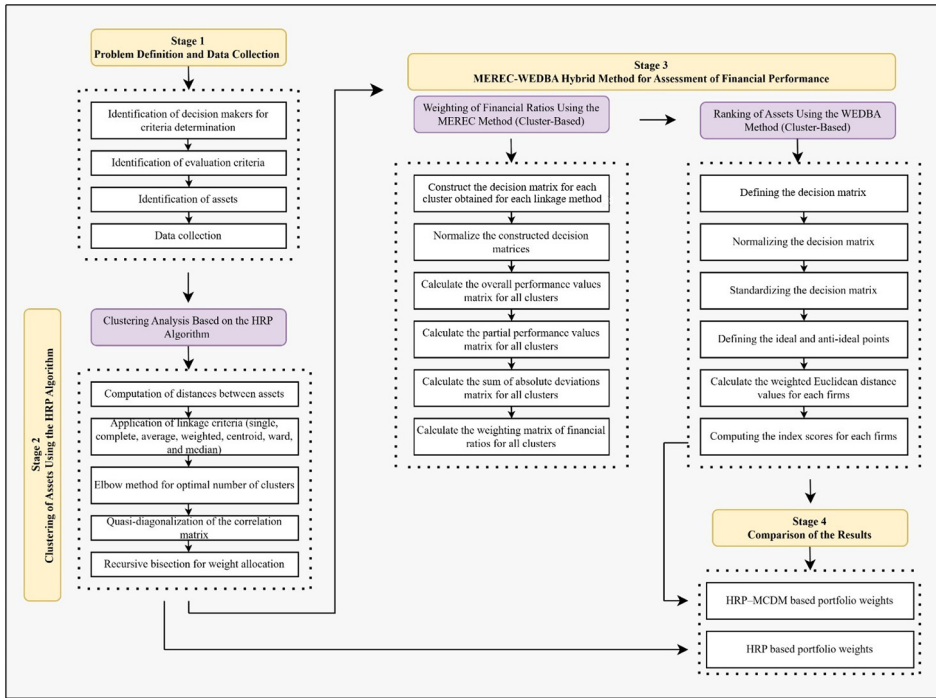 Stage 1
Problem Definition and Data Collection
Identification of decision makers for
criteria determination
Identification of evaluation criteria
Identification of assets
Data collection
Stage 2
Clustering of Assets Using the HRP Algorithm
Clustering Analysis Based on the HRP
Algorithm
Computation of distances between assets
Application of linkage criteria (single,
complete, average, weighted, centroid, ward,
and median)
Elbow method for optimal number of clusters
Quasi-diagonalization of the correlation
matrix
Recursive bisection for weight allocation
Stage 3
MEREC-WEDBA Hybrid Method for Assessment of Financial Performance
Weighting of Financial Ratios Using the
MEREC Method (Cluster-Based)
Construct the decision matrix for each
cluster obtained for each linkage method
Normalize the constructed decision
matrices
Calculate the overall performance values
matrix for all clusters
Calculate the partial performance values
matrix for all clusters
Calculate the sum of absolute deviations
matrix for all clusters
Calculate the weighting matrix of financial
ratios for all clusters
Ranking of Assets Using the WEDBA
Method (Cluster-Based)
Defining the decision matrix
Normalizing the decision matrix
Standardizing the decision matrix
Defining the ideal and anti-ideal points
Calculate the weighted Euclidean distance
values for each firms
Computing the index scores for each firms
Stage 4
Comparison of the Results
HRP–MCDM based portfolio weights
HRP based portfolio weights